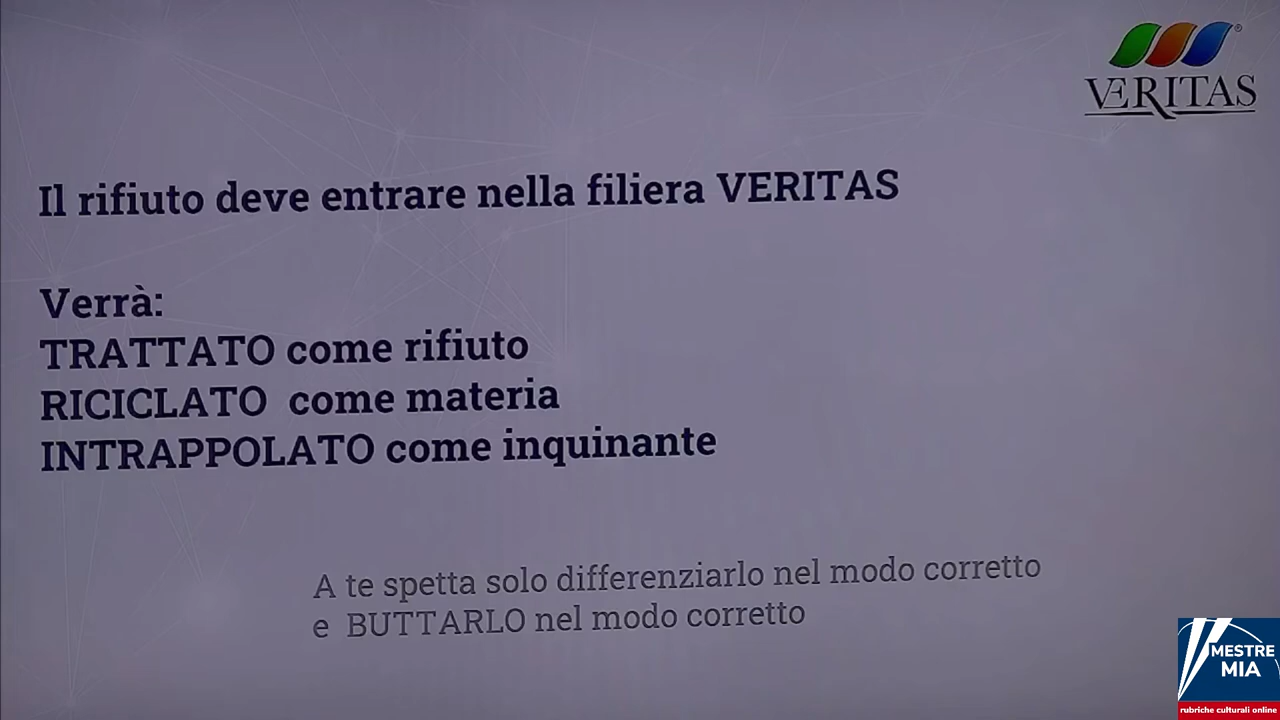 VERITAS
Il rifiuto deve entrare nella filiera VERITAS
Verrà:
TRATTATO come rifiuto
RICICLATO come materia
INTRAPPOLATO come inquinante
A te spetta solo differenziarlo nel modo corretto
e BUTTARLO nel modo corretto
MESTRE
MIA
rubriche culturali online